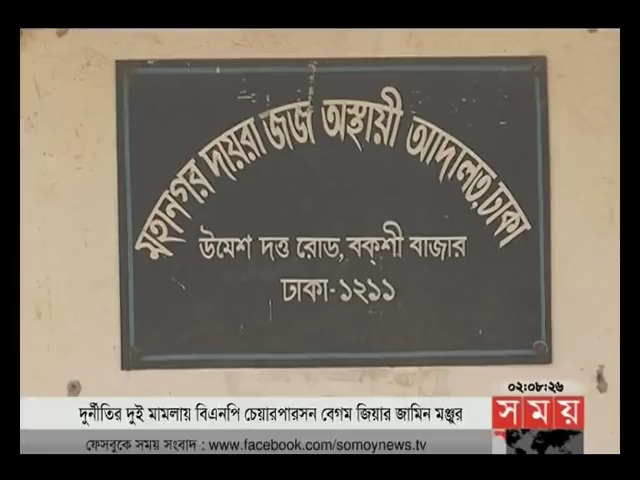 মহানগর দায়রা জজ অস্থায়ী আদালত, ঢাকা
উমেশ দত্ত রোড, বকশী বাজার
ঢাকা-১২১১
০২:০৮:২৬
দুর্নীতির দুই মামলায় বিএনপি চেয়ারপারসন বেগম জিয়ার জামিন মঞ্জুর
সময়
ফেসবুকে সময় সংবাদ : www.facebook.com/somoynews.tv